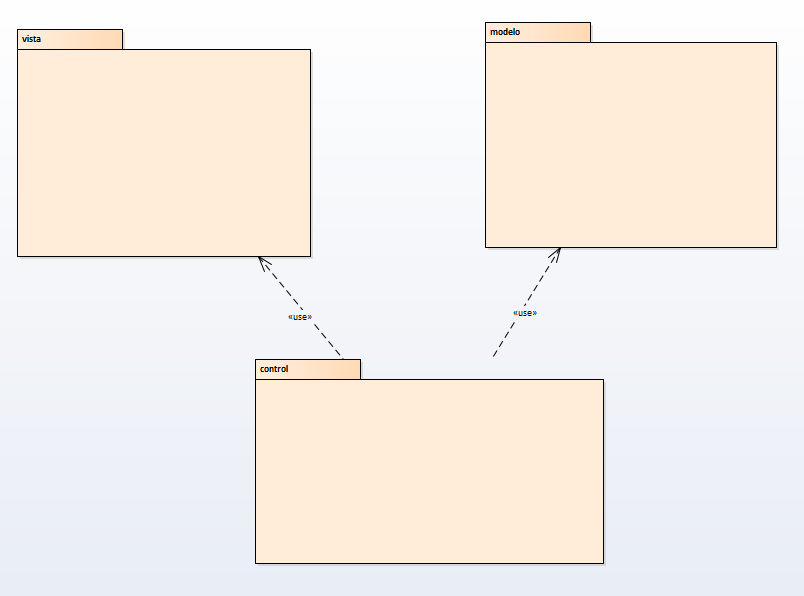 vista
modelo
«use»
«use»
control